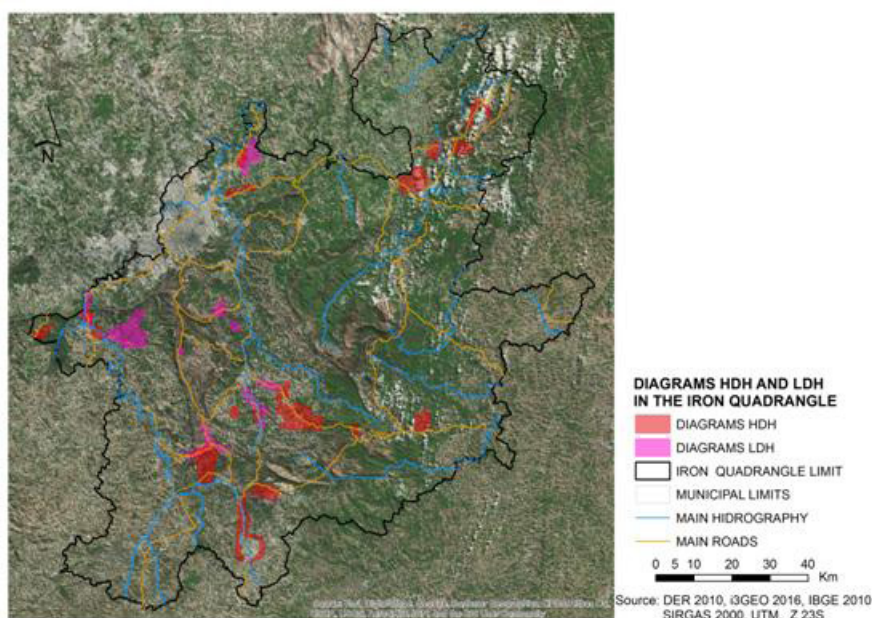 N
DIAGRAMS HDH AND LDH
IN THE IRON QUADRANGLE
DIAGRAMS HDH
DIAGRAMS LDH
IRON QUADRANGLE LIMIT
MUNICIPAL LIMITS
MAIN HIDROGRAPHY
MAIN ROADS
0 5 10 20 30 40
Km
Source: DER 2010, i3GEO 2016, IBGE 2010
SIRGAS 2000, UTM, Z 23S